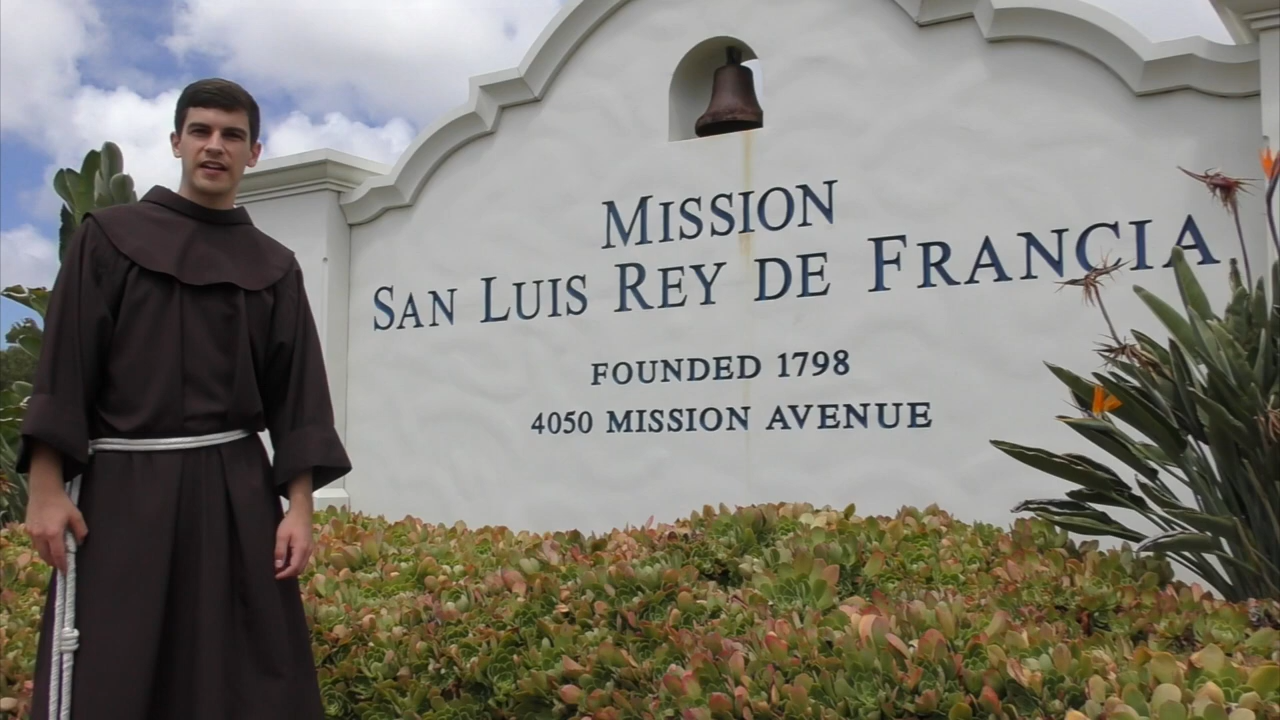 MISSION
SAN LUIS REY DE FRANCIA
FOUNDED 1798
4050 MISSION AVENUE